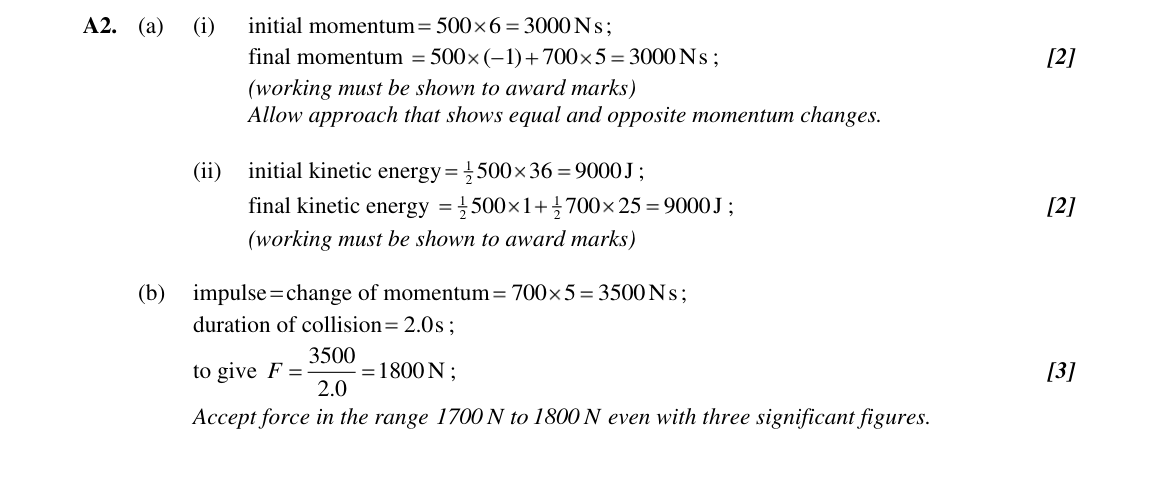 A2. (a) (i) initial momentum = 500×6 = 3000 N s ;
final momentum = 500×(−1) + 700×5 = 3000 N s ;
[2]
(working must be shown to award marks)
Allow approach that shows equal and opposite momentum changes.
(ii) initial kinetic energy = ½ 500×36 = 9000 J ;
final kinetic energy = ½ 500×1 + ½ 700×25 = 9000 J ;
[2]
(working must be shown to award marks)
(b) impulse = change of momentum = 700×5 = 3500 N s ;
duration of collision = 2.0 s ;
to give F = 3500/2.0 = 1800 N ;
[3]
Accept force in the range 1700 N to 1800 N even with three significant figures.